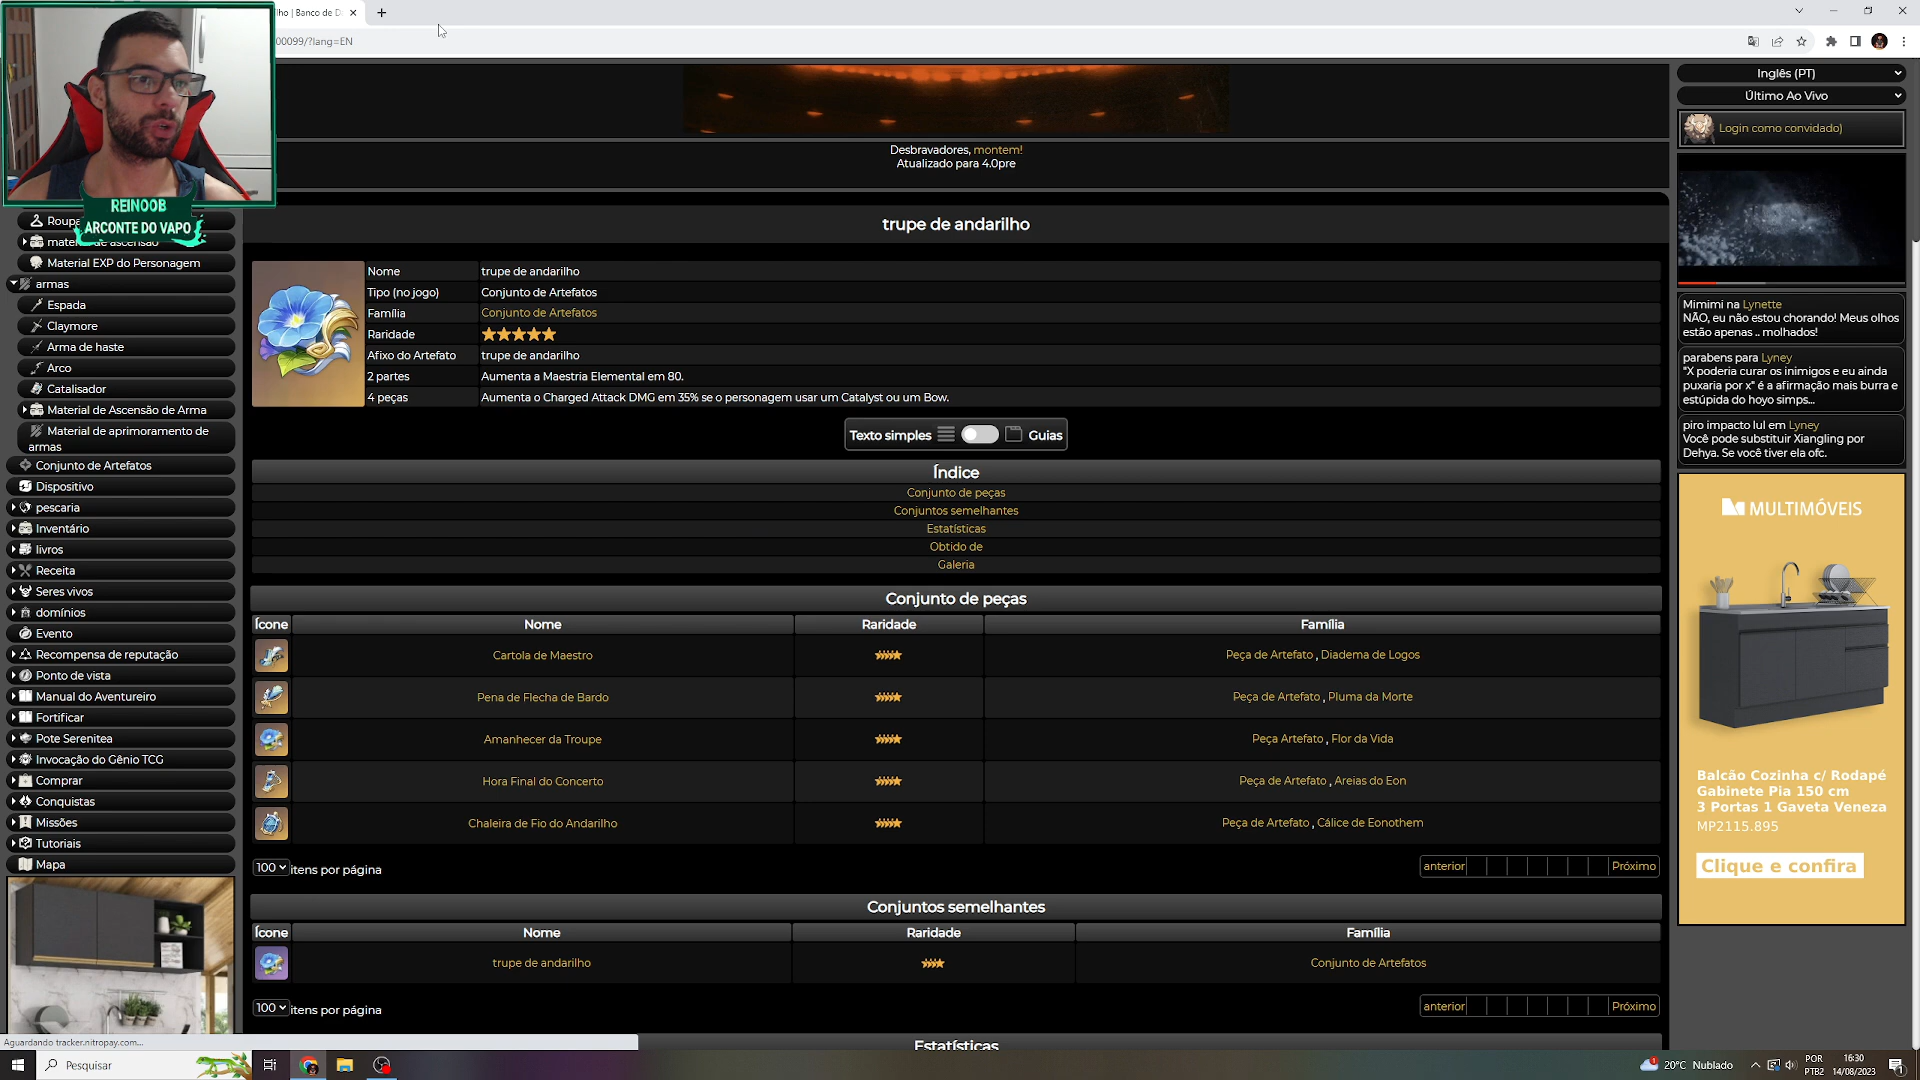 lho | Banco de D
00099/?lang=EN
REINOOB
ARCONTE DO VAPO
Roupa
material de ascensão
Material EXP do Personagem
armas
Espada
Claymore
Arma de haste
Arco
Catalisador
Material de Ascensão de Arma
Material de aprimoramento de
armas
Conjunto de Artefatos
Dispositivo
pescaria
Inventário
livros
Receita
Seres vivos
domínios
Evento
Recompensa de reputação
Ponto de vista
Manual do Aventureiro
Fortificar
Pote Serenitea
Invocação do Gênio TCG
Comprar
Conquistas
Missões
Tutoriais
Mapa
Desbravadores, montem!
Atualizado para 4.0pre
trupe de andarilho
Nome trupe de andarilho
Tipo (no jogo) Conjunto de Artefatos
Família Conjunto de Artefatos
Raridade
Afixo do Artefato trupe de andarilho
2 partes Aumenta a Maestria Elemental em 80.
4 peças Aumenta o Charged Attack DMG em 35% se o personagem usar um Catalyst ou um Bow.
Texto simples Guias
Índice
Conjunto de peças
Conjuntos semelhantes
Estatísticas
Obtido de
Galeria
Conjunto de peças
Ícone Nome Raridade Família
Cartola de Maestro Peça de Artefato , Diadema de Logos
Pena de Flecha de Bardo Peça de Artefato , Pluma da Morte
Amanhecer da Troupe Peça Artefato , Flor da Vida
Hora Final do Concerto Peça de Artefato , Areias do Eon
Chaleira de Fio do Andarilho Peça de Artefato , Cálice de Eonothem
100 itens por página anterior Próximo
Conjuntos semelhantes
Ícone Nome Raridade Família
trupe de andarilho Conjunto de Artefatos
100 itens por página anterior Próximo
Estatísticas
Inglês (PT)
Último Ao Vivo
Login como convidado)
Mimimi na Lynette
NÃO, eu não estou chorando! Meus olhos
estão apenas .. molhados!
parabens para Lyney
"X poderia curar os inimigos e eu ainda
puxaria por x" é a afirmação mais burra e
estúpida do hoyo simps...
piro impacto lul em Lyney
Você pode substituir Xiangling por
Dehya. Se você tiver ela ofc.
MULTIMÓVEIS
Balcão Cozinha c/ Rodapé
Gabinete Pia 150 cm
3 Portas 1 Gaveta Veneza
MP2115.895
Clique e confira
Aguardando tracker.nitropay.com...
Pesquisar
1
20°C Nublado
POR
PTB2
16:30
14/08/2023
1